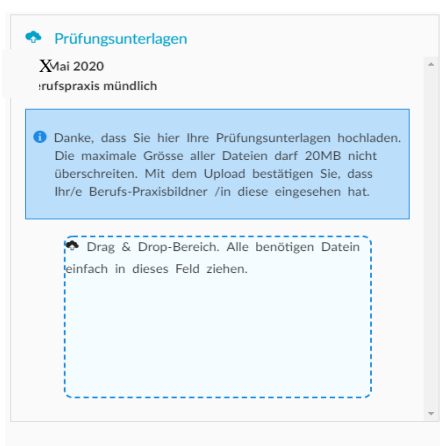 Prüfungsunterlagen
X Mai 2020
rufspraxis mündlich
Danke, dass Sie hier Ihre Prüfungsunterlagen hochladen.
Die maximale Grösse aller Dateien darf 20MB nicht
überschreiten. Mit dem Upload bestätigen Sie, dass
Ihr/e Berufs-Praxisbildner /in diese eingesehen hat.
Drag & Drop-Bereich. Alle benötigen Datein
einfach in dieses Feld ziehen.